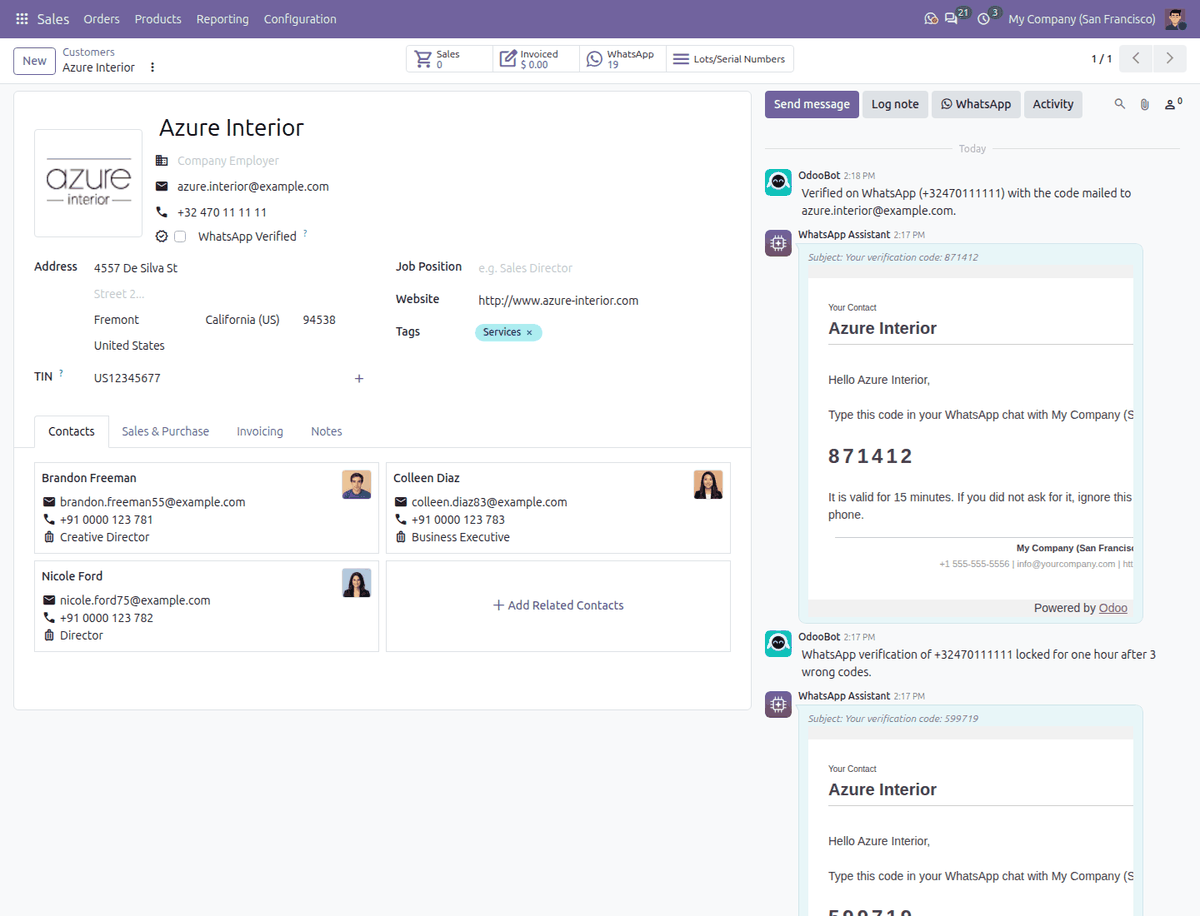 Sales Orders Products Reporting Configuration 21 3 My Company (San Francisco)
New Customers
Azure Interior
Sales
0
Invoiced
$ 0.00
WhatsApp
19
Lots/Serial Numbers
1 / 1
azure
interior
Azure Interior
Company Employer
azure.interior@example.com
+32 470 11 11 11
WhatsApp Verified ?
Address 4557 De Silva St
Street 2...
Fremont California (US) 94538
United States
TIN ? US12345677 +
Job Position e.g. Sales Director
Website http://www.azure-interior.com
Tags Services ×
Contacts Sales & Purchase Invoicing Notes
Brandon Freeman
brandon.freeman55@example.com
+91 0000 123 781
Creative Director
Colleen Diaz
colleen.diaz83@example.com
+91 0000 123 783
Business Executive
Nicole Ford
nicole.ford75@example.com
+91 0000 123 782
Director
+ Add Related Contacts
Send message Log note WhatsApp Activity 0
Today
OdooBot 2:18 PM
Verified on WhatsApp (+32470111111) with the code mailed to
azure.interior@example.com.
WhatsApp Assistant 2:17 PM
Subject: Your verification code: 871412
Your Contact
Azure Interior
Hello Azure Interior,
Type this code in your WhatsApp chat with My Company (S
871412
It is valid for 15 minutes. If you did not ask for it, ignore this
phone.
My Company (San Francisc
+1 555-555-5556 | info@yourcompany.com | htt
Powered by Odoo
OdooBot 2:17 PM
WhatsApp verification of +32470111111 locked for one hour after 3
wrong codes.
WhatsApp Assistant 2:17 PM
Subject: Your verification code: 599719
Your Contact
Azure Interior
Hello Azure Interior,
Type this code in your WhatsApp chat with My Company (S
599719